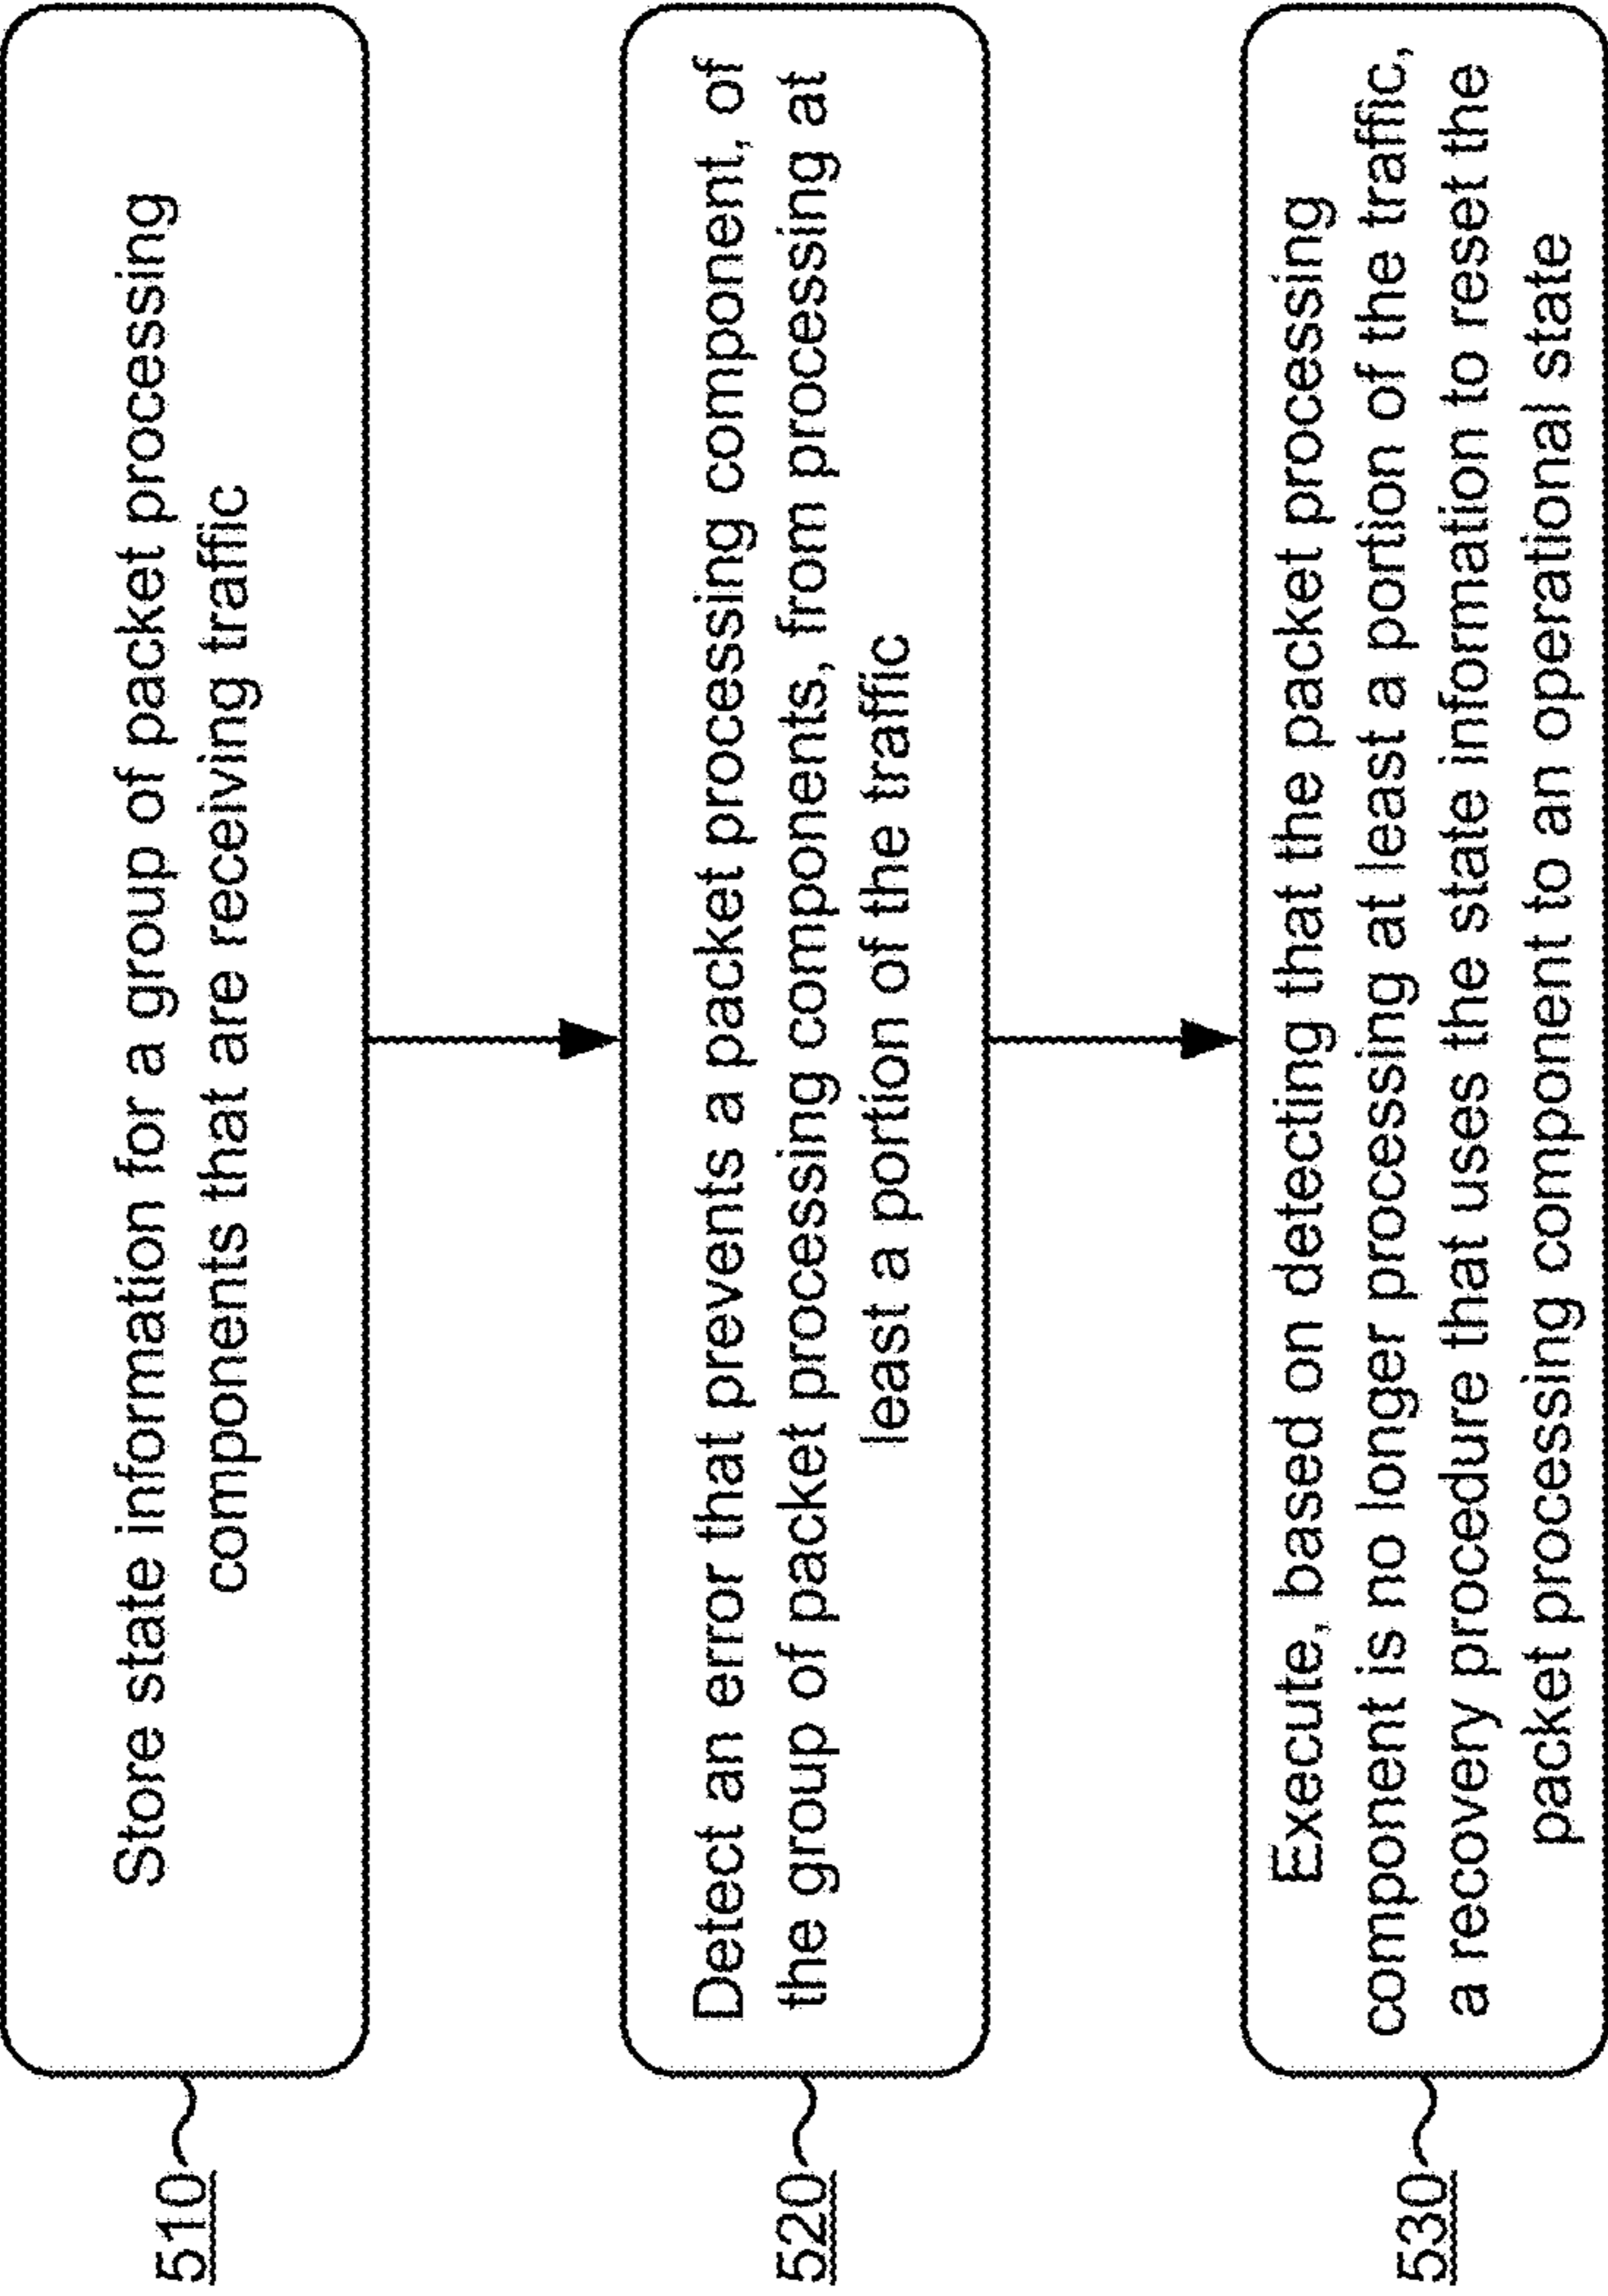 510
Store state information for a group of packet processing
components that are receiving traffic
520
Detect an error that prevents a packet processing component, of
the group of packet processing components, from processing at
least a portion of the traffic
530
Execute, based on detecting that the packet processing
component is no longer processing at least a portion of the traffic,
a recovery procedure that uses the state information to reset the
packet processing component to an operational state